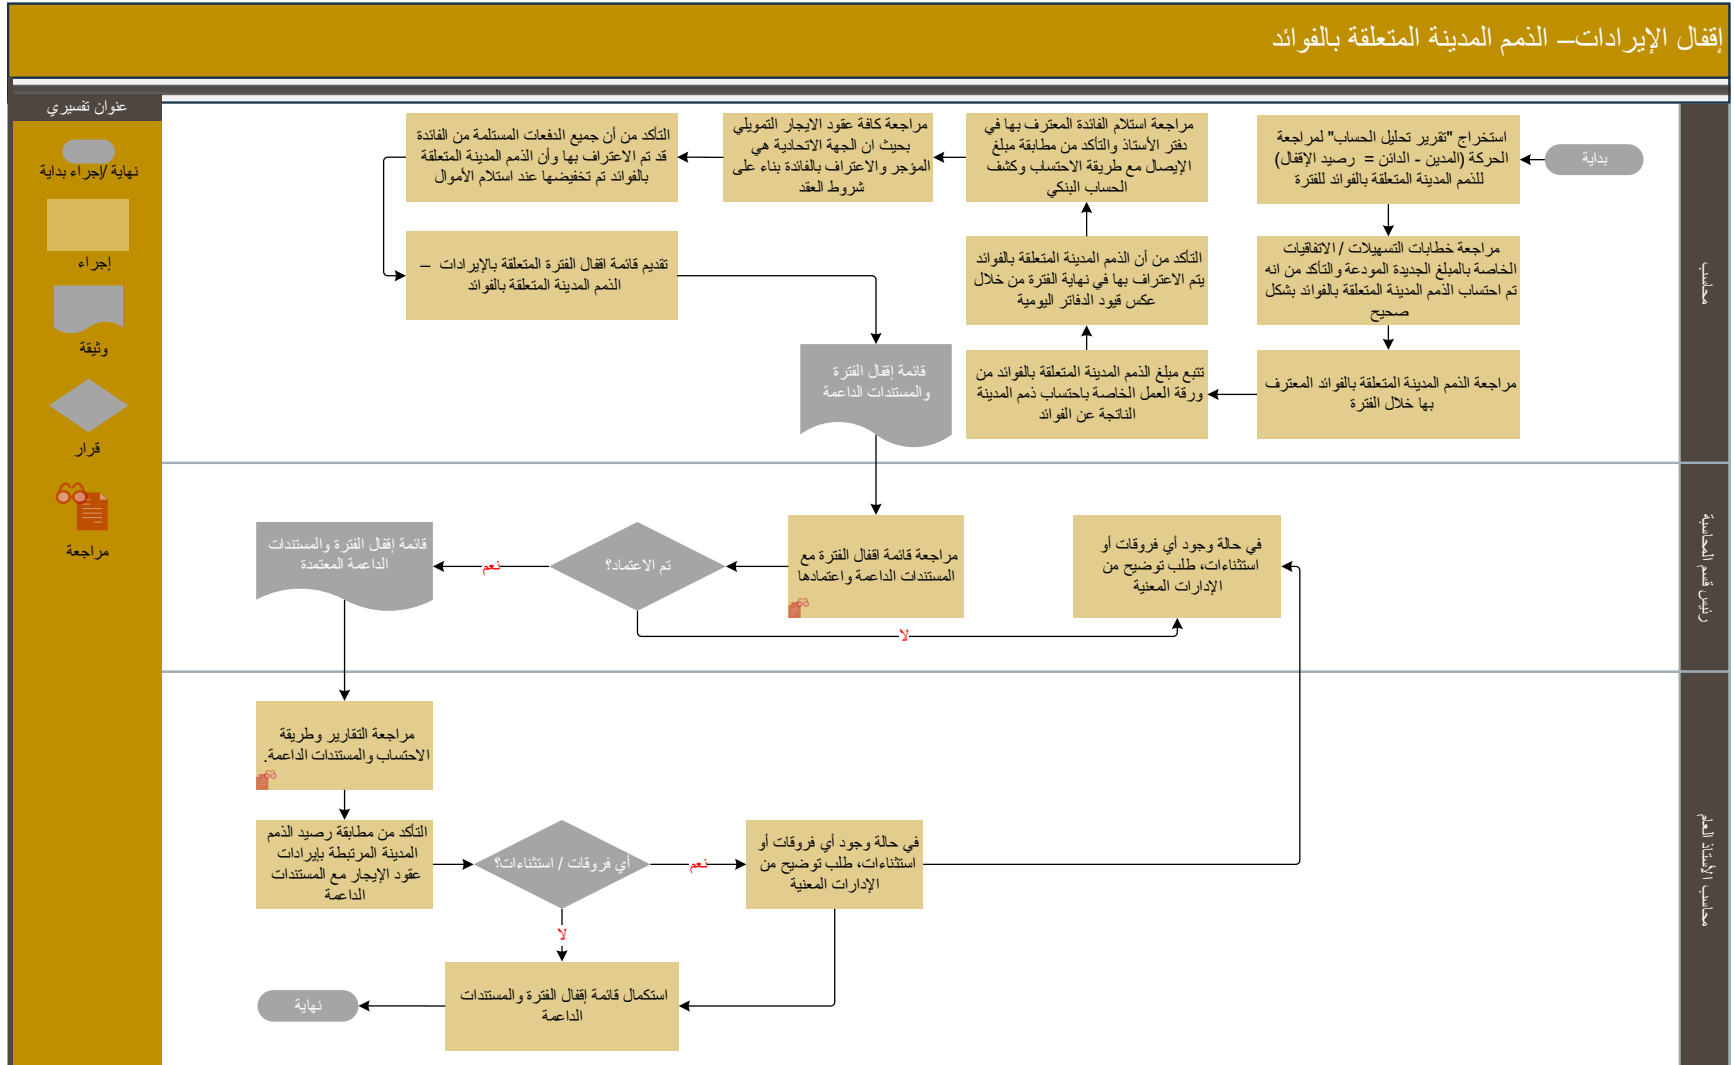 إقفال الإيرادات– الذمم المدينة المتعلقة بالفوائد
عنوان تفسيري
نهاية /إجراء بداية
إجراء
وثيقة
قرار
مراجعة
محاسب
بداية
استخراج "تقرير تحليل الحساب" لمراجعة
الحركة (المدين - الدائن = رصيد الإقفال)
للذمم المدينة المتعلقة بالفوائد للفترة
مراجعة خطابات التسهيلات / الاتفاقيات
الخاصة بالمبلغ الجديدة المودعة والتأكد من انه
تم احتساب الذمم المدينة المتعلقة بالفوائد بشكل
صحيح
مراجعة الذمم المدينة المتعلقة بالفوائد المعترف
بها خلال الفترة
تتبع مبلغ الذمم المدينة المتعلقة بالفوائد من
ورقة العمل الخاصة باحتساب ذمم المدينة
الناتجة عن الفوائد
التأكد من أن الذمم المدينة المتعلقة بالفوائد
يتم الاعتراف بها في نهاية الفترة من خلال
عكس قيود الدفاتر اليومية
مراجعة استلام الفائدة المعترف بها في
دفتر الأستاذ والتأكد من مطابقة مبلغ
الإيصال مع طريقة الاحتساب وكشف
الحساب البنكي
مراجعة كافة عقود الايجار التمويلي
بحيث ان الجهة الاتحادية هي
المؤجر والاعتراف بالفائدة بناء على
شروط العقد
التأكد من أن جميع الدفعات المستلمة من الفائدة
قد تم الاعتراف بها وأن الذمم المدينة المتعلقة
بالفوائد تم تخفيضها عند استلام الأموال
تقديم قائمة اقفال الفترة المتعلقة بالإيرادات –
الذمم المدينة المتعلقة بالفوائد
قائمة إقفال الفترة
والمستندات الداعمة
رئيس قسم المحاسبة
مراجعة قائمة اقفال الفترة مع
المستندات الداعمة واعتمادها
تم الاعتماد؟
نعم
لا
قائمة إقفال الفترة والمستندات
الداعمة المعتمدة
في حالة وجود أي فروقات أو
استثناءات، طلب توضيح من
الإدارات المعنية
محاسب الأستاذ العام
مراجعة التقارير وطريقة
الاحتساب والمستندات الداعمة.
التأكد من مطابقة رصيد الذمم
المدينة المرتبطة بإيرادات
عقود الإيجار مع المستندات
الداعمة
أي فروقات / استثناءات؟
نعم
لا
في حالة وجود أي فروقات أو
استثناءات، طلب توضيح من
الإدارات المعنية
استكمال قائمة إقفال الفترة والمستندات
الداعمة
نهاية